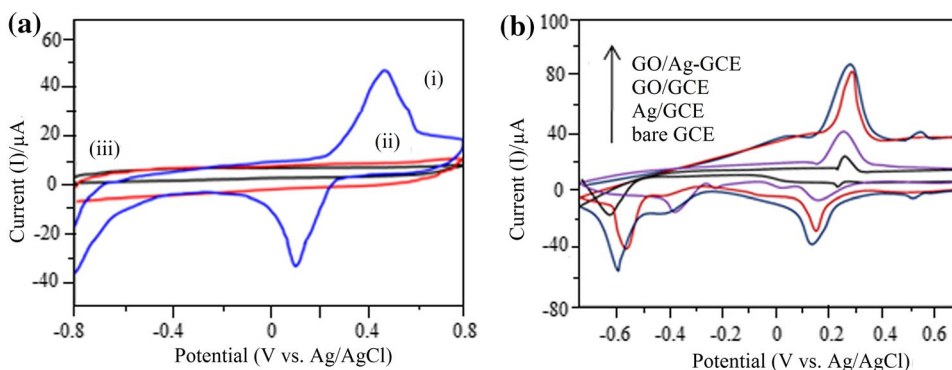 (a)
60
40
20
0
-20
-40
-0.8
-0.4
0
0.4
0.8
Current (I)/µA
Potential (V vs. Ag/AgCl)
(i)
(ii)
(iii)
(b)
100
80
40
0
-40
-80
-0.6
-0.4
-0.2
0
0.2
0.4
0.6
Current (I)/µA
Potential (V vs. Ag/AgCl)
GO/Ag-GCE
GO/GCE
Ag/GCE
bare GCE